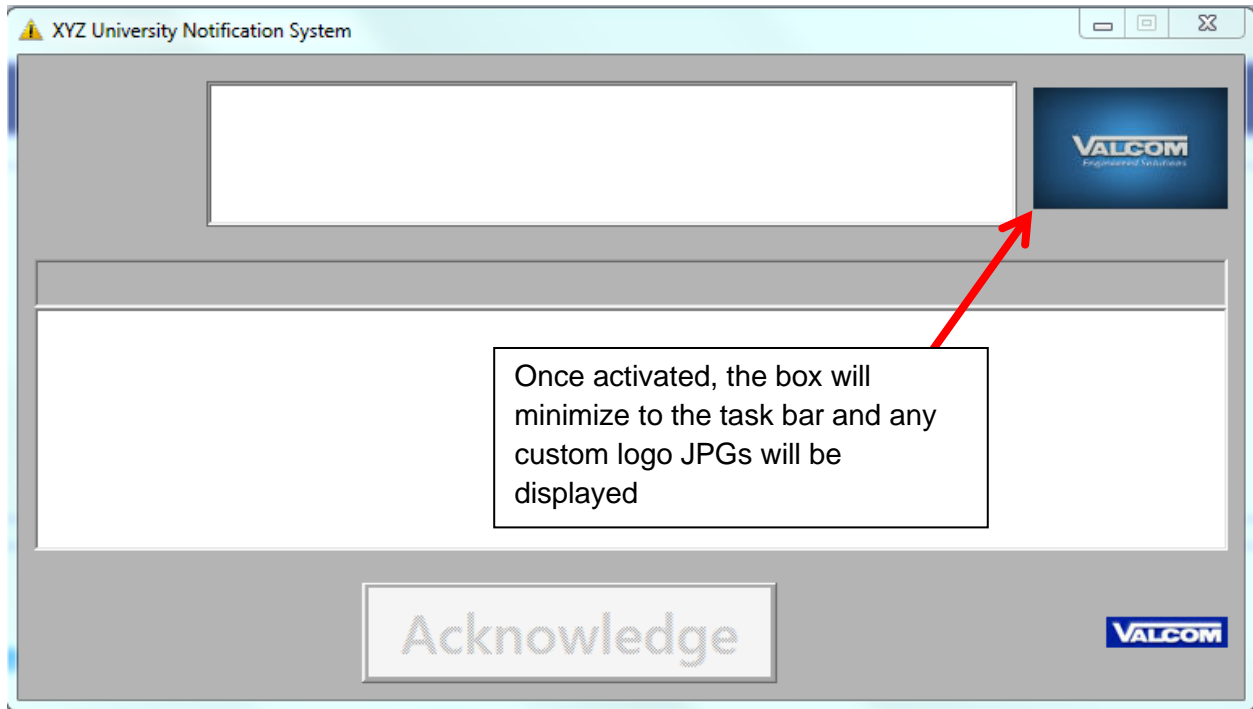 XYZ University Notification System
VALCOM
Engineered Solutions
Once activated, the box will
minimize to the task bar and any
custom logo JPGs will be
displayed
Acknowledge
VALCOM